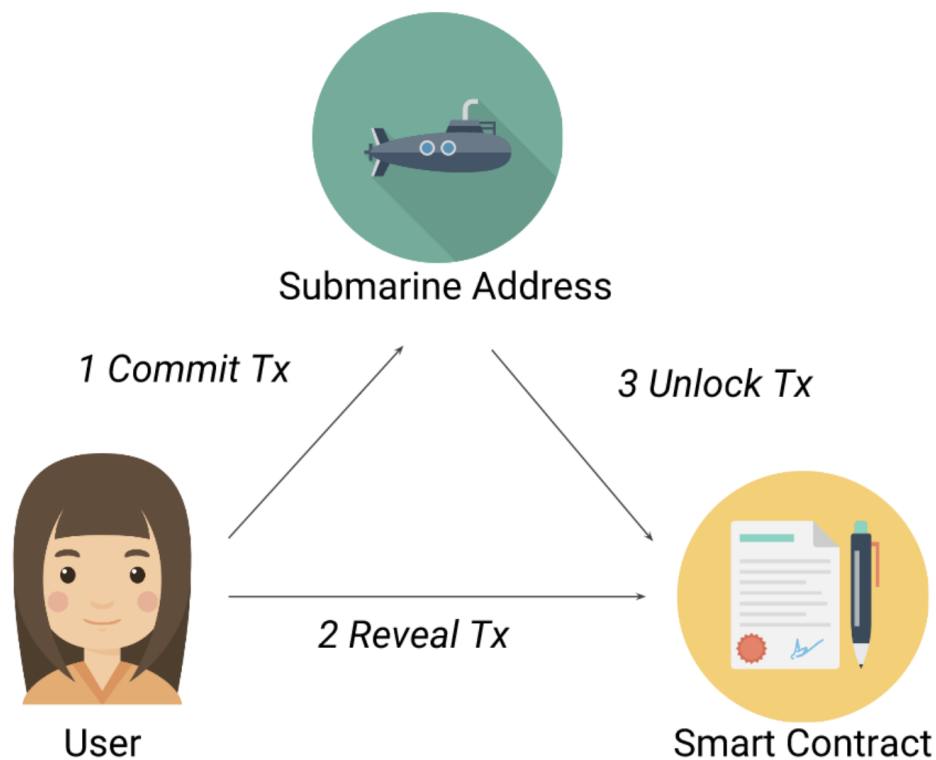 Submarine Address
1 Commit Tx
3 Unlock Tx
2 Reveal Tx
User
Smart Contract